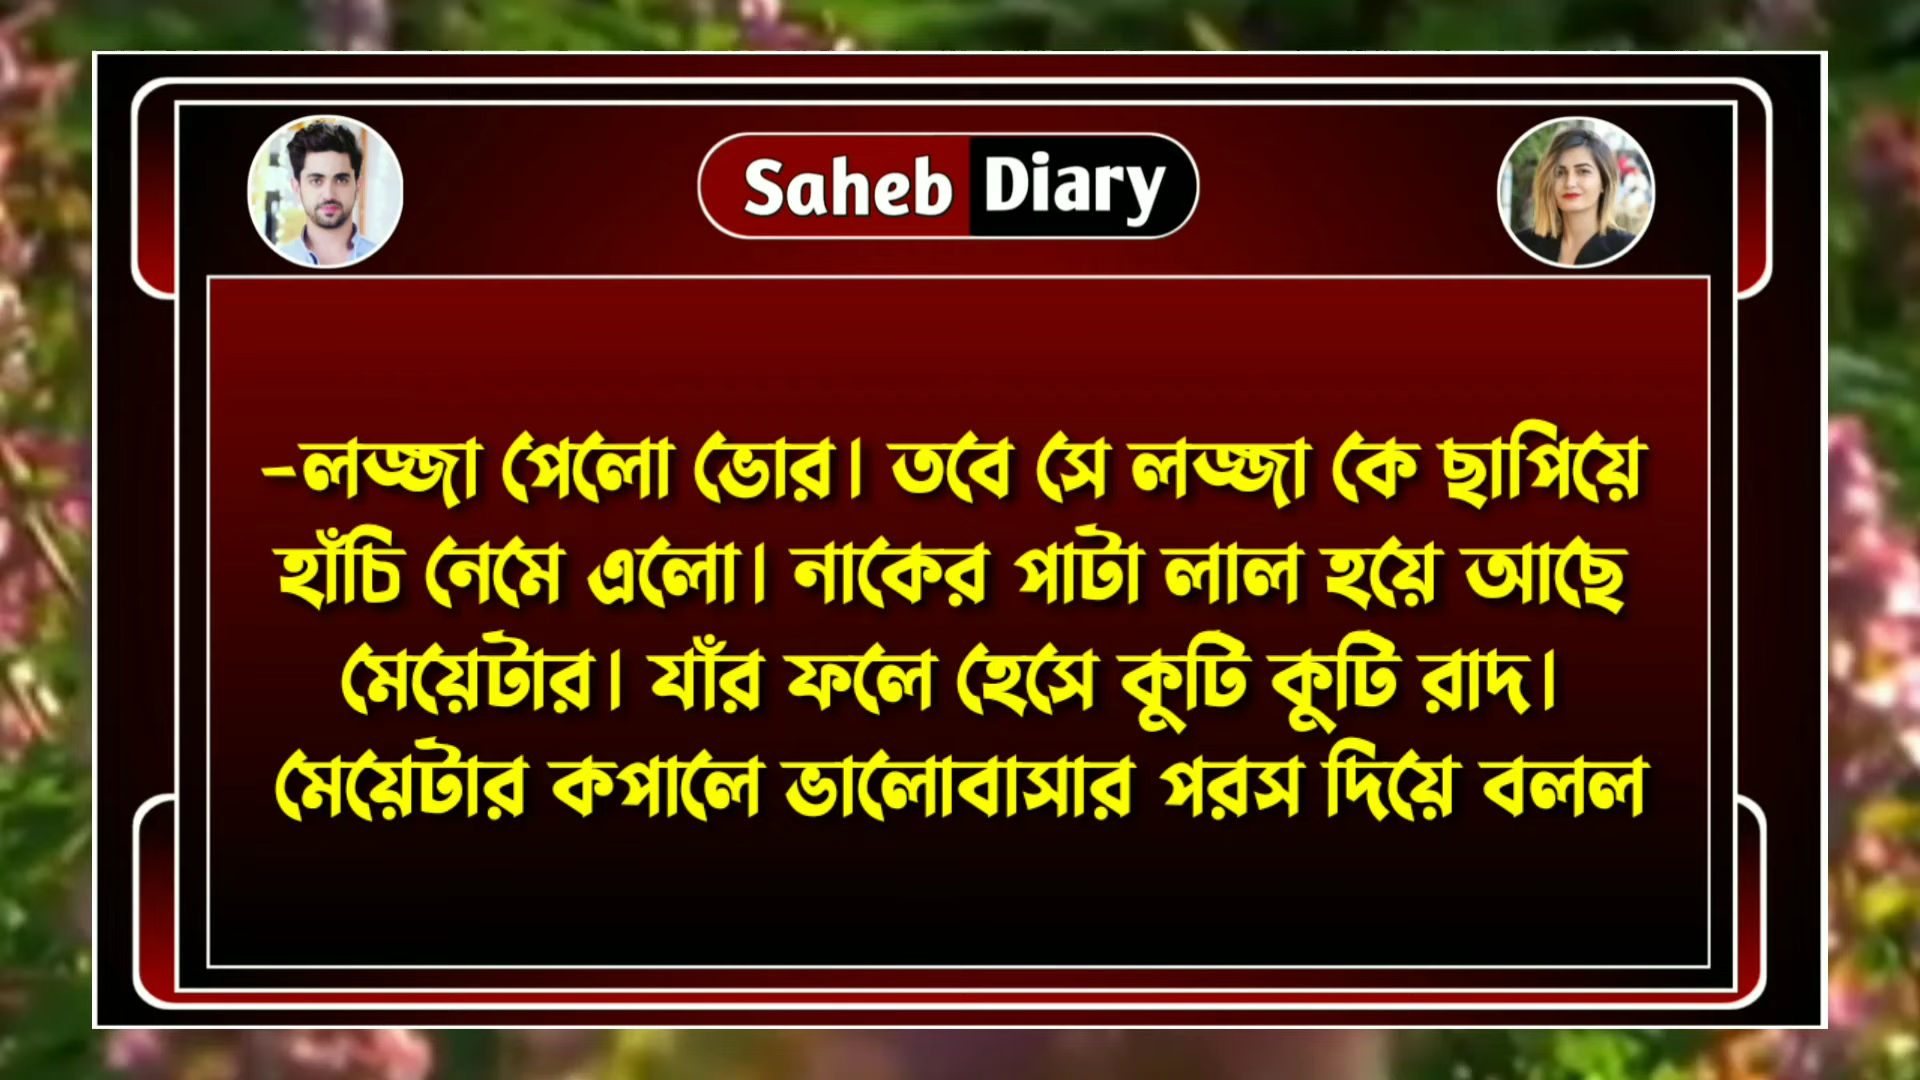 Saheb Diary
-লজ্জা পেলো ভোর। তবে সে লজ্জা কে ছাপিয়ে
হাঁচি নেমে এলো। নাকের পাটা লাল হয়ে আছে
মেয়েটার। যাঁর ফলে হেসে কুটি কুটি রাদ।
মেয়েটার কপালে ভালোবাসার পরস দিয়ে বলল